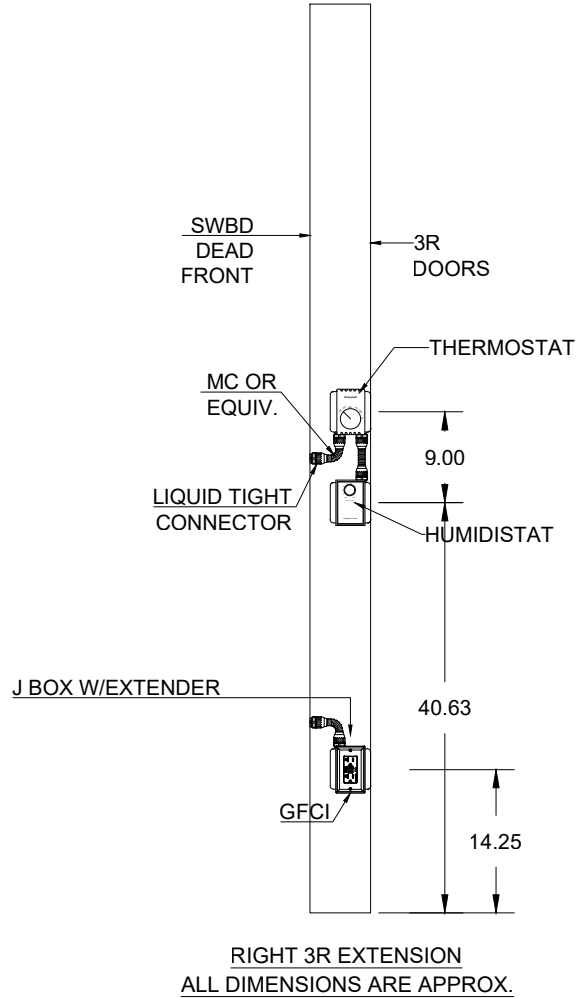 SWBD
DEAD
FRONT
3R
DOORS
THERMOSTAT
MC OR
EQUIV.
9.00
LIQUID TIGHT
CONNECTOR
HUMIDISTAT
J BOX W/EXTENDER
40.63
GFCI
14.25
RIGHT 3R EXTENSION
ALL DIMENSIONS ARE APPROX.